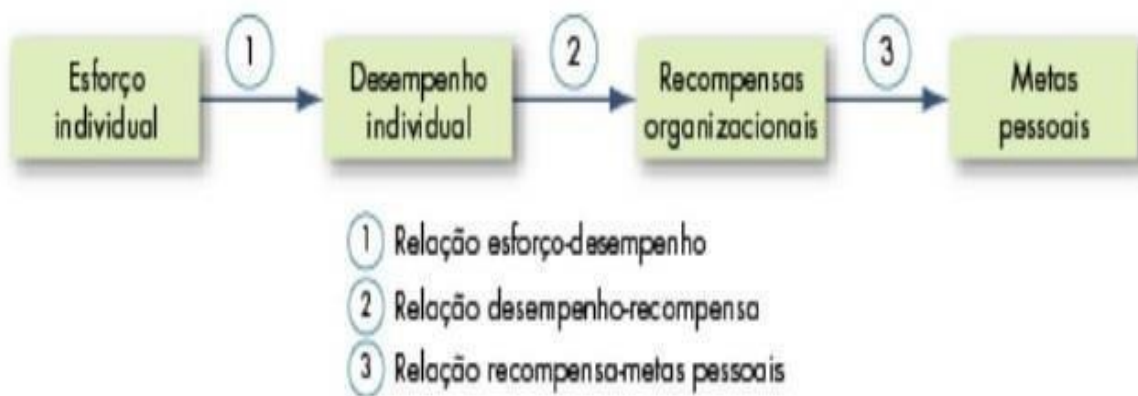 1
2
3
Esforço
individual
Desempenho
individual
Recompensas
organizacionais
Metas
pessoais
1 Relação esforço-desempenho
2 Relação desempenho-recompensa
3 Relação recompensa-metas pessoais